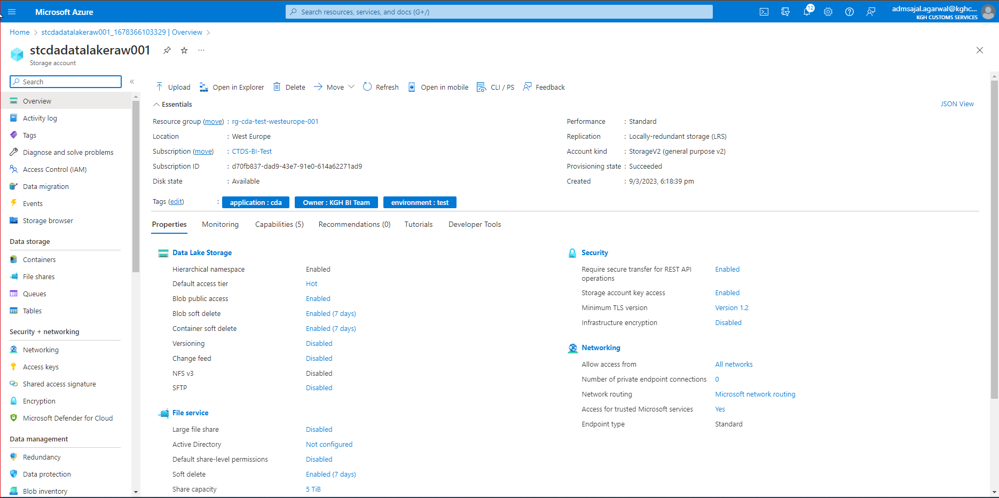 Microsoft Azure
Search resources, services, and docs (G+/)
12
admsajal.agarwal@kghc...
KGH CUSTOMS SERVICES
Home > stcdadatalakeraw001_1678366103329 | Overview >
stcdadatalakeraw001
Storage account
Search
Overview
Activity log
Tags
Diagnose and solve problems
Access Control (IAM)
Data migration
Events
Storage browser
Data storage
Containers
File shares
Queues
Tables
Security + networking
Networking
Access keys
Shared access signature
Encryption
Microsoft Defender for Cloud
Data management
Redundancy
Data protection
Blob inventory
Upload Open in Explorer Delete Move Refresh Open in mobile CLI / PS Feedback
Essentials
JSON View
Resource group (move) : rg-cda-test-westeurope-001
Location : West Europe
Subscription (move) : CTDS-BI-Test
Subscription ID : d70fb837-dad9-43e7-91e0-614a62271ad9
Disk state : Available
Performance : Standard
Replication : Locally-redundant storage (LRS)
Account kind : StorageV2 (general purpose v2)
Provisioning state : Succeeded
Created : 9/3/2023, 6:18:39 pm
Tags (edit) : application : cda Owner : KGH BI Team environment : test
Properties Monitoring Capabilities (5) Recommendations (0) Tutorials Developer Tools
Data Lake Storage
Hierarchical namespace Enabled
Default access tier Hot
Blob public access Enabled
Blob soft delete Enabled (7 days)
Container soft delete Enabled (7 days)
Versioning Disabled
Change feed Disabled
NFS v3 Disabled
SFTP Disabled
File service
Large file share Disabled
Active Directory Not configured
Default share-level permissions Disabled
Soft delete Enabled (7 days)
Share capacity 5 TiB
Security
Require secure transfer for REST API Enabled
operations
Storage account key access Enabled
Minimum TLS version Version 1.2
Infrastructure encryption Disabled
Networking
Allow access from All networks
Number of private endpoint connections 0
Network routing Microsoft network routing
Access for trusted Microsoft services Yes
Endpoint type Standard